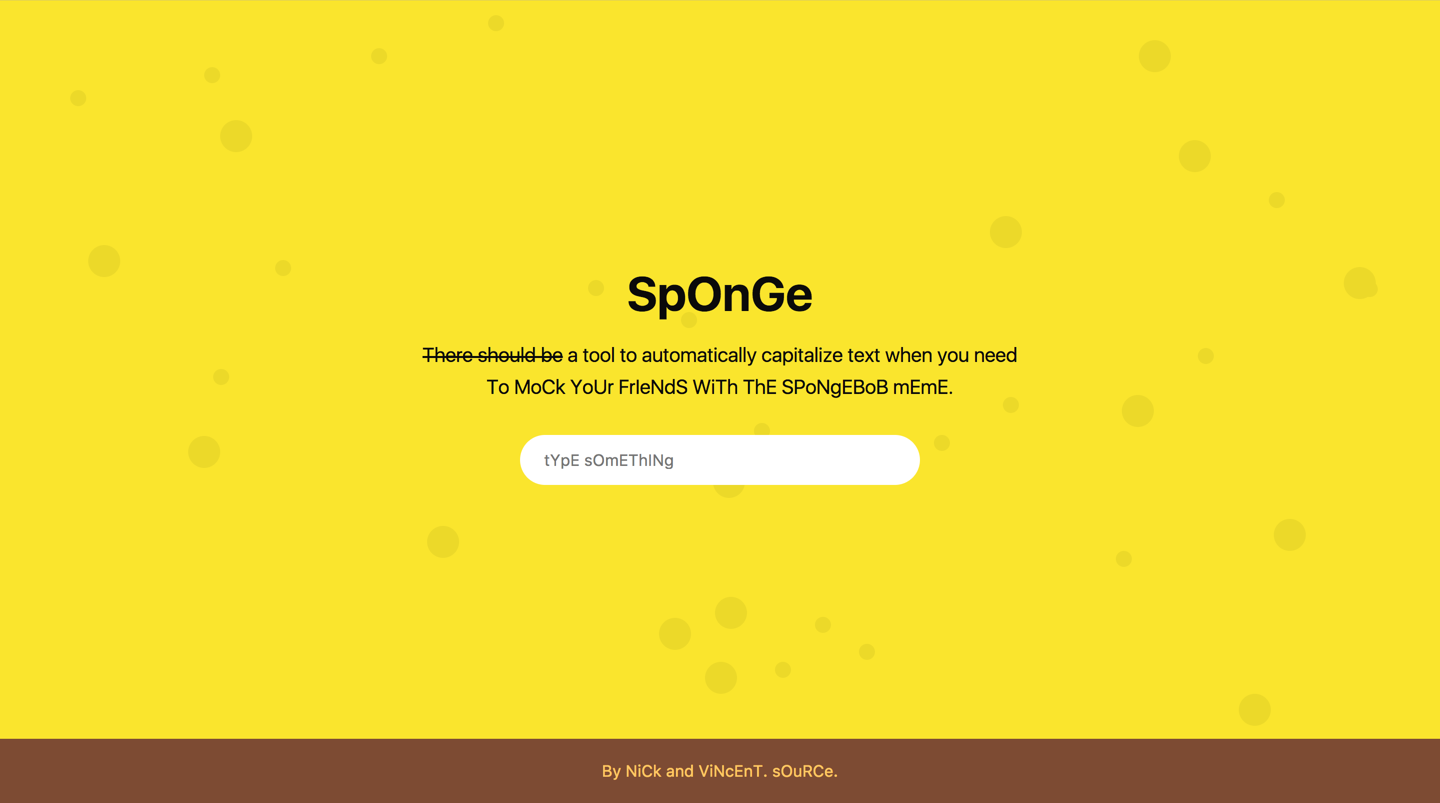 SpOnGe
There should be a tool to automatically capitalize text when you need
To MoCk YoUr FrIeNdS WiTh ThE SPoNgEBoB mEmE.
tYpE sOmEThINg
By NiCk and ViNcEnT. sOuRCe.